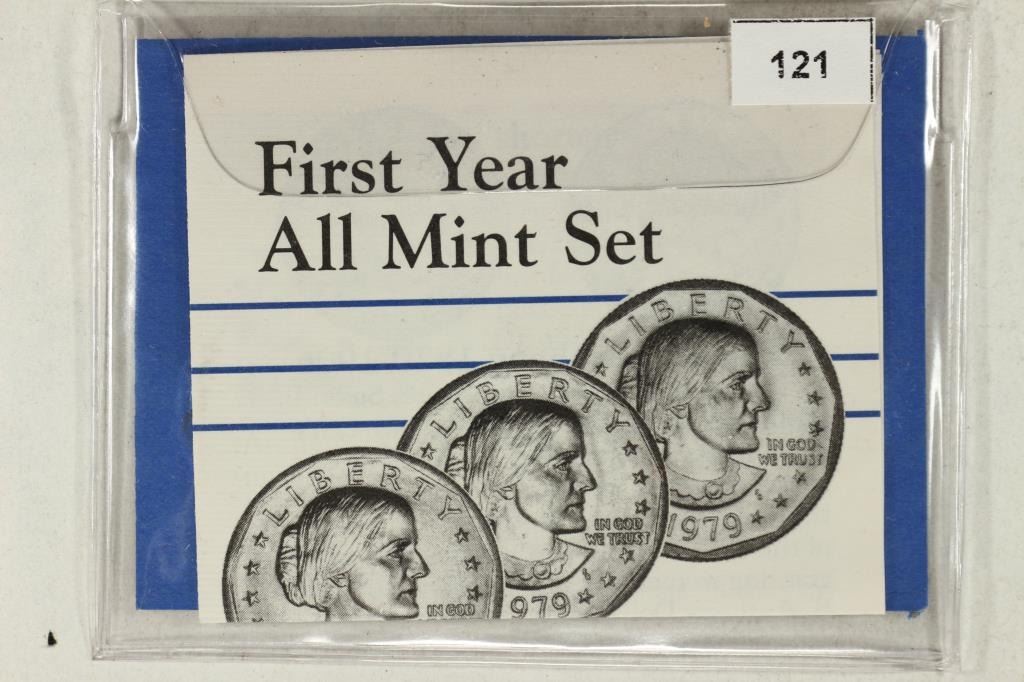 121
First Year
All Mint Set
LIBERTY
IN GOD
WE TRUST
1979
LIBERTY
IN GOD
WE TRUST
979
LIBERTY
IN GOD